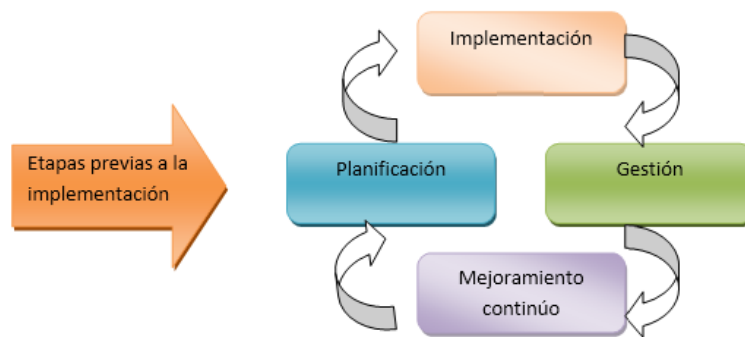 Implementación
Etapas previas a la
implementación
Planificación
Gestión
Mejoramiento
continúo